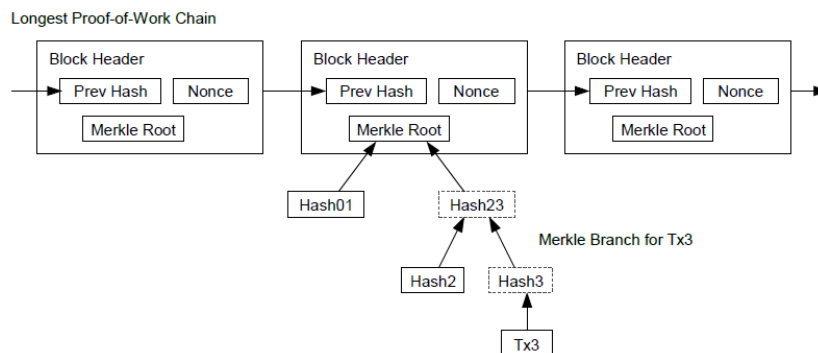 Longest Proof-of-Work Chain
Block Header
Block Header
Block Header
Prev Hash
Nonce
Prev Hash
Nonce
Prev Hash
Nonce
Merkle Root
Merkle Root
Merkle Root
Hash01
Hash23
Merkle Branch for Tx3
Hash2
Hash3
Tx3